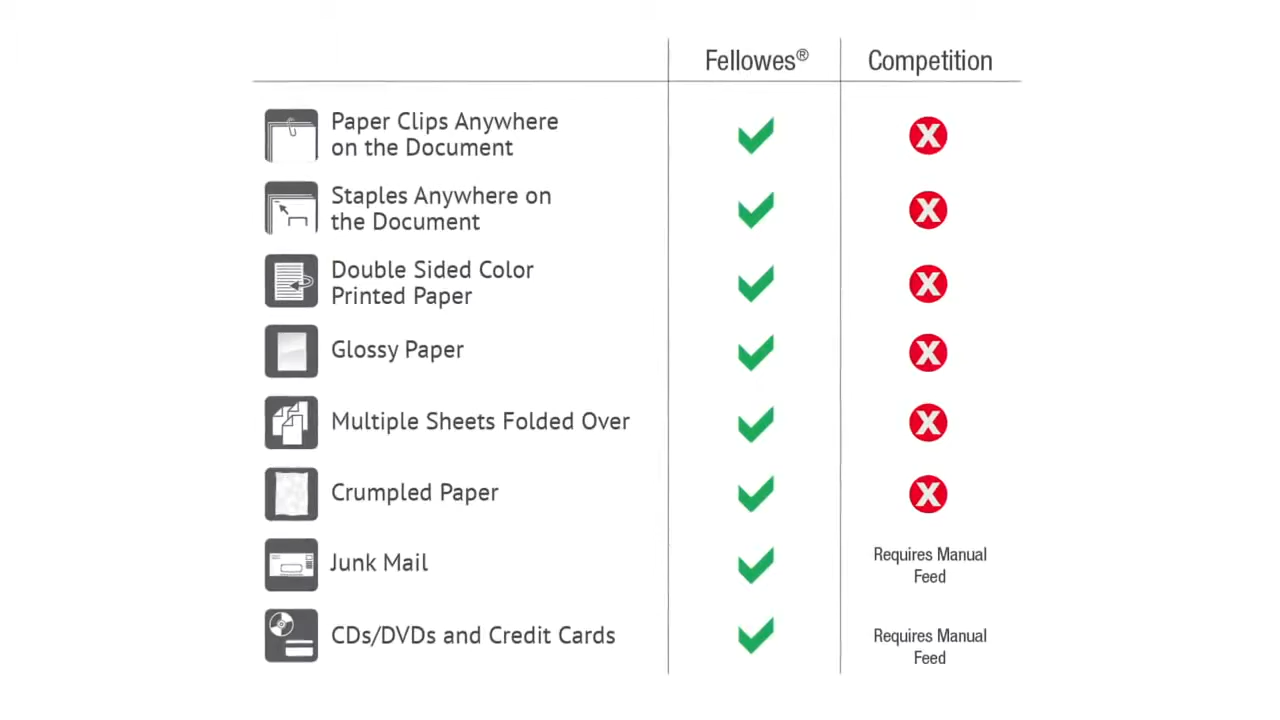 Fellowes® Competition
Paper Clips Anywhere
on the Document
X
Staples Anywhere on
the Document
X
Double Sided Color
Printed Paper
X
Glossy Paper
X
Multiple Sheets Folded Over
X
Crumpled Paper
X
Junk Mail
Requires Manual
Feed
CDs/DVDs and Credit Cards
Requires Manual
Feed